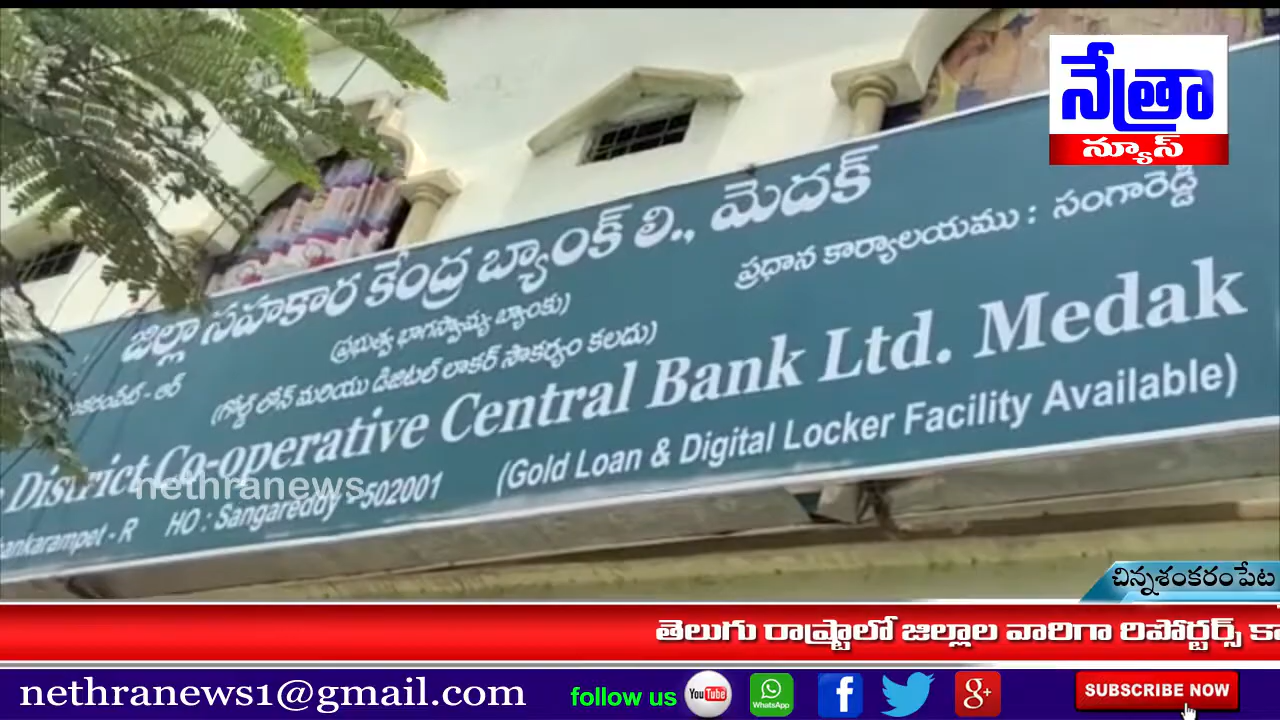 నేత్రా
న్యూస్
జిల్లా సహకార కేంద్ర బ్యాంక్ లి., మెదక్
(ప్రభుత్వ భాగస్వామ్య బ్యాంకు)
ప్రధాన కార్యాలయము : సంగారెడ్డి
(గోల్డ్ లోన్ మరియు డిజిటల్ లాకర్ సౌకర్యం కలదు)
District Co-operative Central Bank Ltd. Medak
HO : Sangareddy - 502001
(Gold Loan & Digital Locker Facility Available)
nethranews
చిన్నశంకరంపేట
తెలుగు రాష్ట్రాలో జిల్లాల వారిగా రిపోర్టర్స్
nethranews1@gmail.com
follow us
YouTube
WhatsApp
SUBSCRIBE NOW